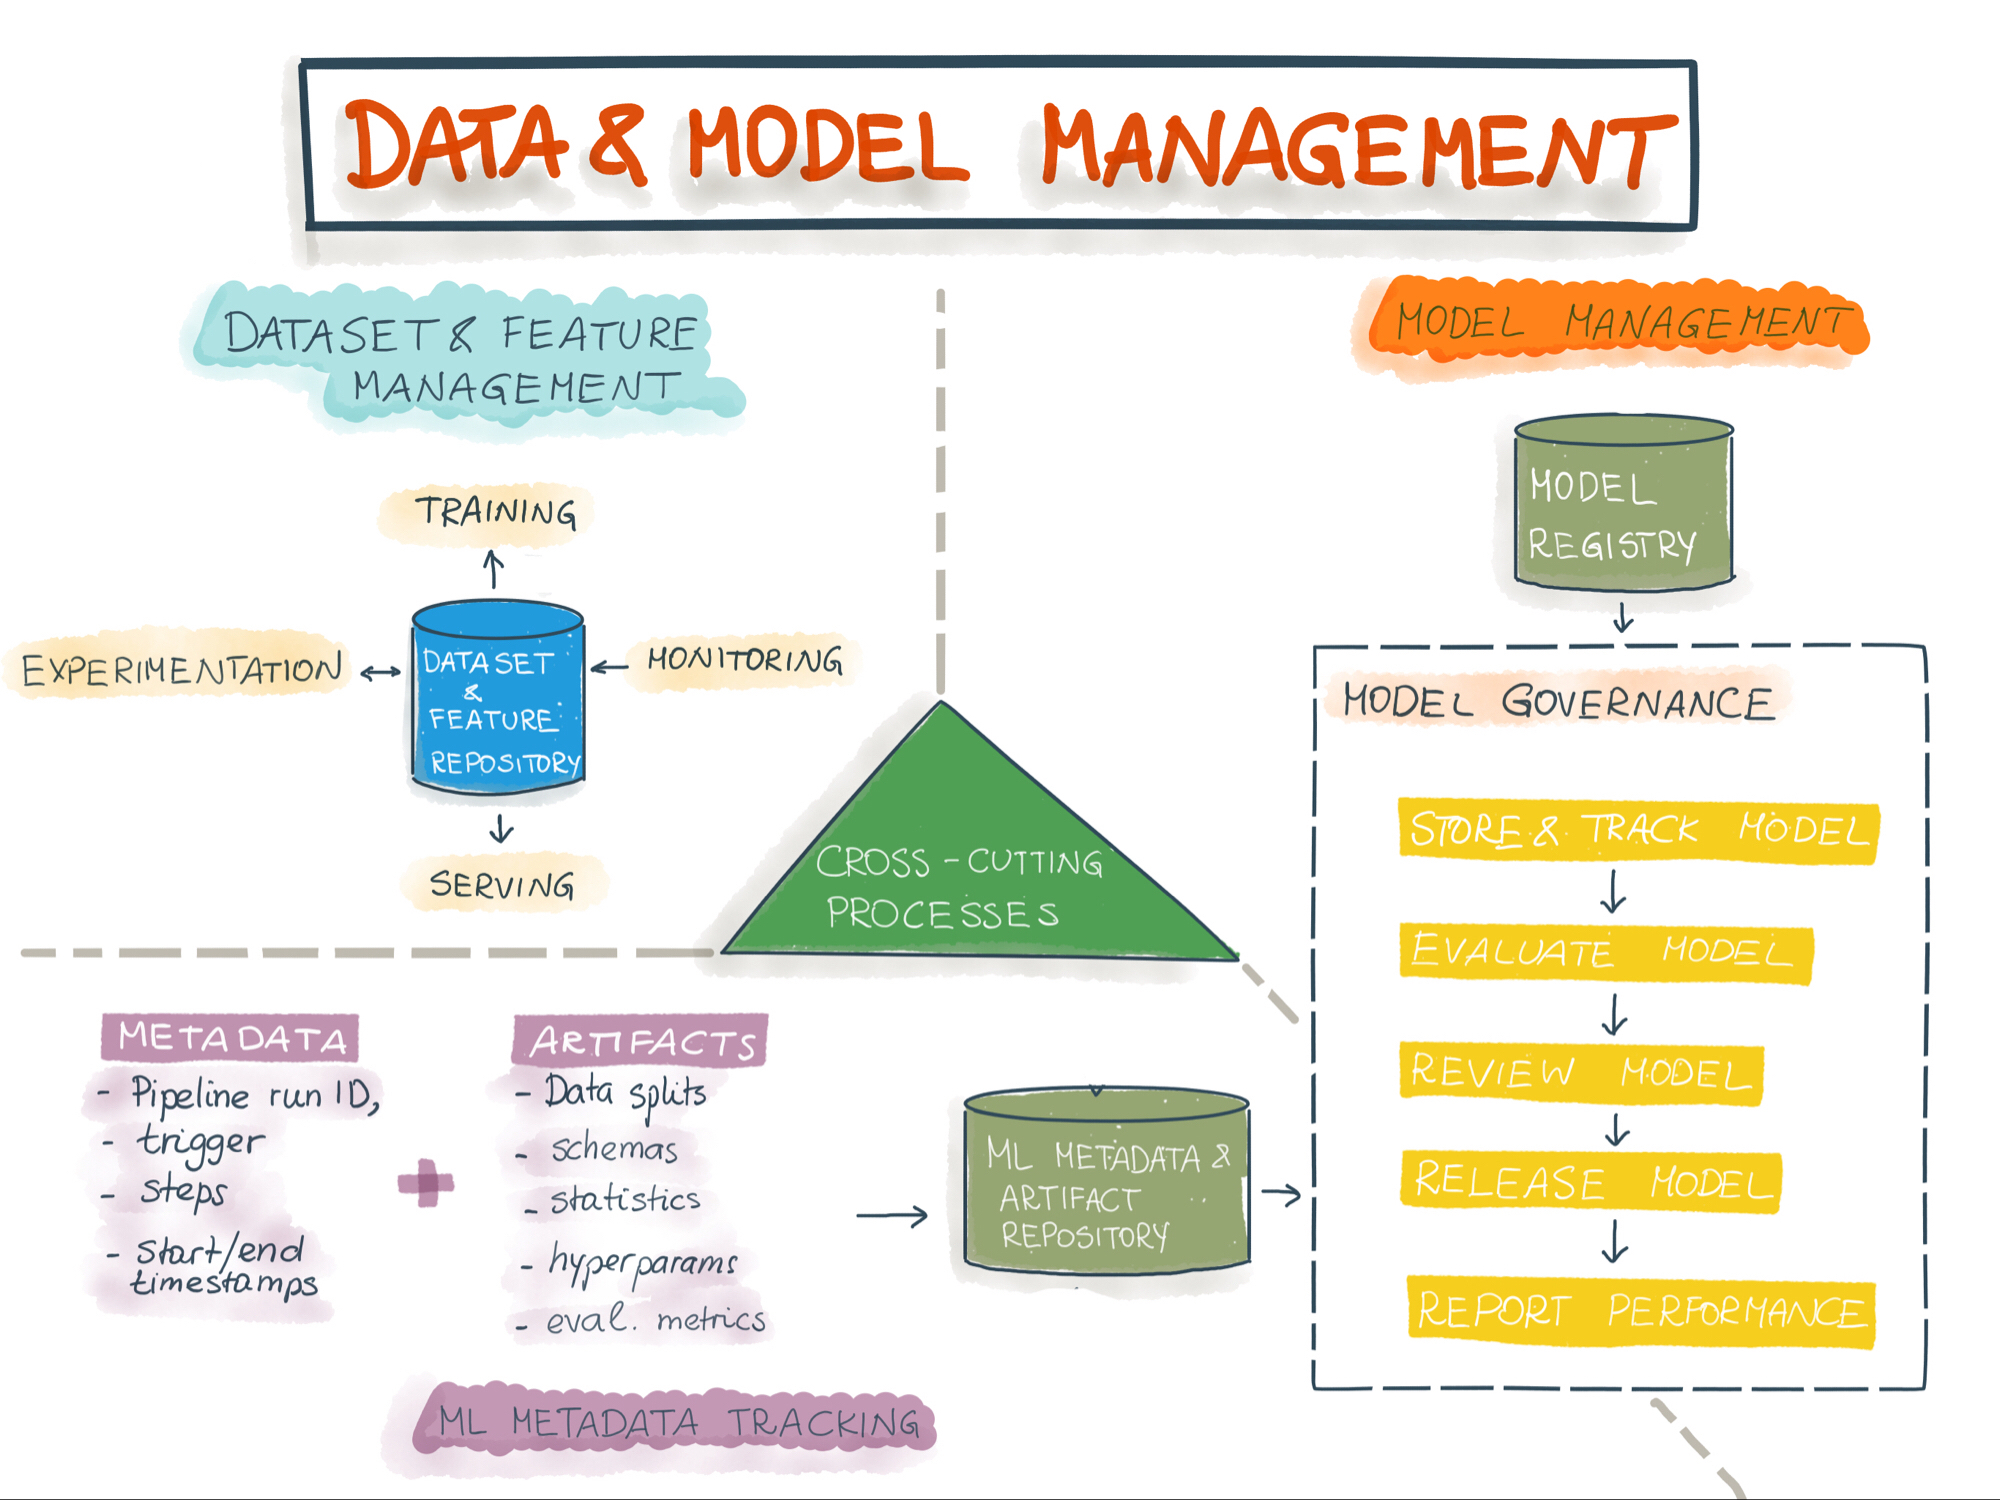 DATA & MODEL MANAGEMENT
DATASET & FEATURE
MANAGEMENT
TRAINING
EXPERIMENTATION
DATASET
&
FEATURE
REPOSITORY
MONITORING
SERVING
CROSS-CUTTING
PROCESSES
MODEL MANAGEMENT
MODEL
REGISTRY
MODEL GOVERNANCE
STORE & TRACK MODEL
EVALUATE MODEL
REVIEW MODEL
RELEASE MODEL
REPORT PERFORMANCE
METADATA
- Pipeline run ID,
- trigger
- steps
- start/end
timestamps
+
ARTIFACTS
- Data splits
- schemas
- statistics
- hyperparams
- eval. metrics
ML METADATA &
ARTIFACT
REPOSITORY
ML METADATA TRACKING